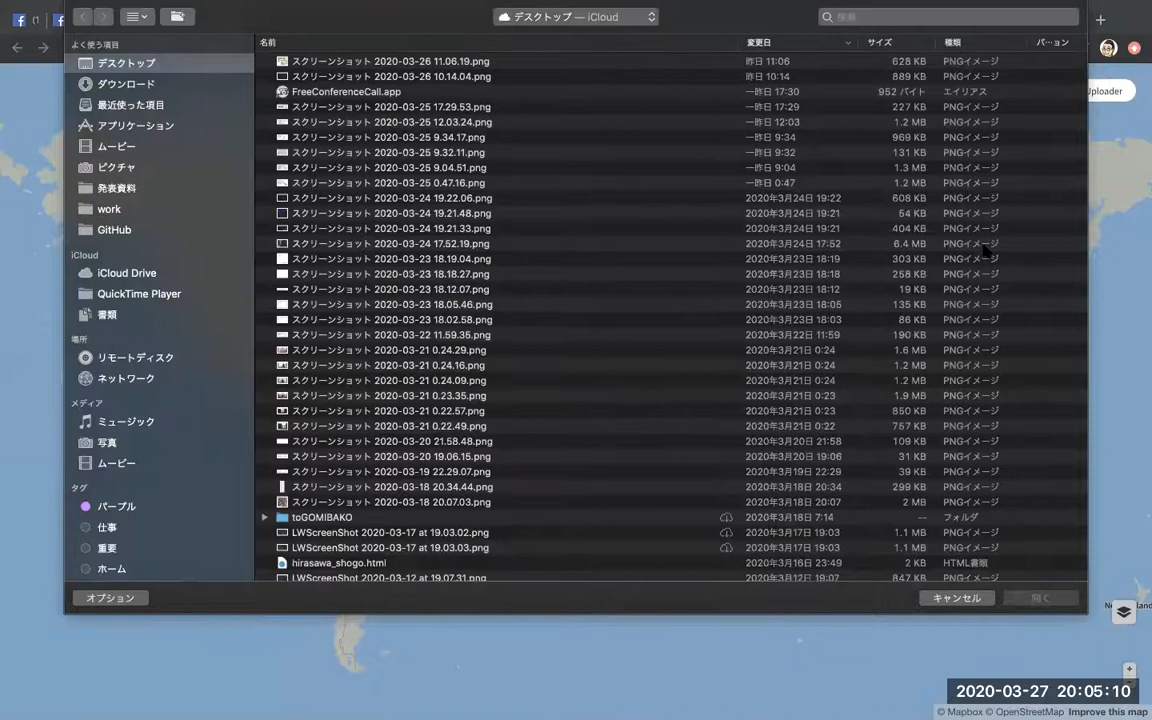 (1
デスクトップ — iCloud
検索
よく使う項目
デスクトップ
ダウンロード
最近使った項目
アプリケーション
ムービー
ピクチャ
発表資料
work
GitHub
iCloud
iCloud Drive
QuickTime Player
書類
場所
リモートディスク
ネットワーク
メディア
ミュージック
写真
ムービー
タグ
パープル
仕事
重要
ホーム
名前 変更日 サイズ 種類 バ…ョン
スクリーンショット 2020-03-26 11.06.19.png 昨日 11:06 628 KB PNGイメージ
スクリーンショット 2020-03-26 10.14.04.png 昨日 10:14 889 KB PNGイメージ
FreeConferenceCall.app 一昨日 17:30 952 バイト エイリアス
スクリーンショット 2020-03-25 17.29.53.png 一昨日 17:29 227 KB PNGイメージ
スクリーンショット 2020-03-25 12.03.24.png 一昨日 12:03 1.2 MB PNGイメージ
スクリーンショット 2020-03-25 9.34.17.png 一昨日 9:34 969 KB PNGイメージ
スクリーンショット 2020-03-25 9.32.11.png 一昨日 9:32 131 KB PNGイメージ
スクリーンショット 2020-03-25 9.04.51.png 一昨日 9:04 1.3 MB PNGイメージ
スクリーンショット 2020-03-25 0.47.16.png 一昨日 0:47 1.2 MB PNGイメージ
スクリーンショット 2020-03-24 19.22.06.png 2020年3月24日 19:22 608 KB PNGイメージ
スクリーンショット 2020-03-24 19.21.48.png 2020年3月24日 19:21 54 KB PNGイメージ
スクリーンショット 2020-03-24 19.21.33.png 2020年3月24日 19:21 404 KB PNGイメージ
スクリーンショット 2020-03-24 17.52.19.png 2020年3月24日 17:52 6.4 MB PNGイメージ
スクリーンショット 2020-03-23 18.19.04.png 2020年3月23日 18:19 303 KB PNGイメージ
スクリーンショット 2020-03-23 18.18.27.png 2020年3月23日 18:18 258 KB PNGイメージ
スクリーンショット 2020-03-23 18.12.07.png 2020年3月23日 18:12 19 KB PNGイメージ
スクリーンショット 2020-03-23 18.05.46.png 2020年3月23日 18:05 135 KB PNGイメージ
スクリーンショット 2020-03-23 18.02.58.png 2020年3月23日 18:03 86 KB PNGイメージ
スクリーンショット 2020-03-22 11.59.35.png 2020年3月22日 11:59 190 KB PNGイメージ
スクリーンショット 2020-03-21 0.24.29.png 2020年3月21日 0:24 1.6 MB PNGイメージ
スクリーンショット 2020-03-21 0.24.16.png 2020年3月21日 0:24 1.2 MB PNGイメージ
スクリーンショット 2020-03-21 0.24.09.png 2020年3月21日 0:24 1.2 MB PNGイメージ
スクリーンショット 2020-03-21 0.23.35.png 2020年3月21日 0:23 1.9 MB PNGイメージ
スクリーンショット 2020-03-21 0.22.57.png 2020年3月21日 0:23 850 KB PNGイメージ
スクリーンショット 2020-03-21 0.22.49.png 2020年3月21日 0:22 757 KB PNGイメージ
スクリーンショット 2020-03-20 21.58.48.png 2020年3月20日 21:58 109 KB PNGイメージ
スクリーンショット 2020-03-20 19.06.15.png 2020年3月20日 19:06 31 KB PNGイメージ
スクリーンショット 2020-03-19 22.29.07.png 2020年3月19日 22:29 39 KB PNGイメージ
スクリーンショット 2020-03-18 20.34.44.png 2020年3月18日 20:34 299 KB PNGイメージ
スクリーンショット 2020-03-18 20.07.03.png 2020年3月18日 20:07 2 MB PNGイメージ
toGOMIBAKO 2020年3月18日 7:14 -- フォルダ
LWScreenShot 2020-03-17 at 19.03.02.png 2020年3月17日 19:03 1.1 MB PNGイメージ
LWScreenShot 2020-03-17 at 19.03.03.png 2020年3月17日 19:03 1.1 MB PNGイメージ
hirasawa_shogo.html 2020年3月16日 23:49 2 KB HTML書類
LWScreenShot 2020-03-12 at 19.07.31.png 2020年3月12日 19:07 847 KB PNGイメージ
オプション キャンセル 開く
Uploader
2020-03-27 20:05:10
© Mapbox © OpenStreetMap Improve this map